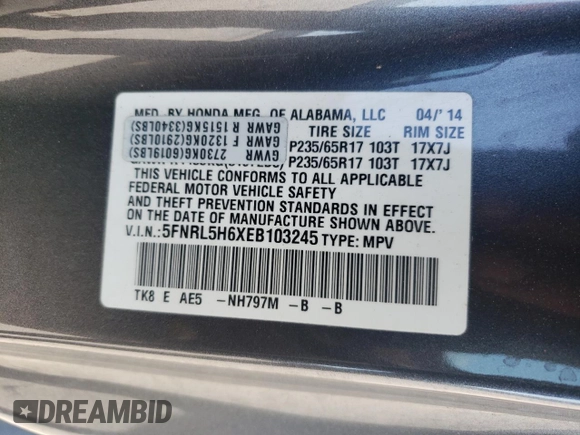 MFD. BY HONDA MFG. OF ALABAMA, LLC 04/'14
TIRE SIZE RIM SIZE
2730KG(6019LBS)
GAWR F 1320KG(2910LBS)
GAWR R 1515KG(3340LBS)
P235/65R17 103T 17X7J
P235/65R17 103T 17X7J
THIS VEHICLE CONFORMS TO ALL APPLICABLE
FEDERAL MOTOR VEHICLE SAFETY
AND THEFT PREVENTION STANDARDS IN EFFECT
ON THE DATE OF MANUFACTURE SHOWN ABOVE.
V.I.N.:5FNRL5H6XEB103245 TYPE: MPV
TK8 E AE5 -NH797M -B -B
DREAMBID